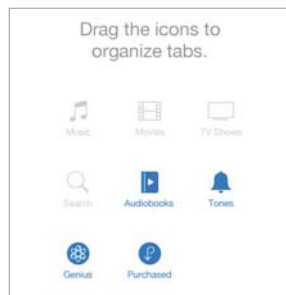 Drag the icons to
organize tabs.
Music Movies TV Shows
Search Audiobooks Tones
Genius Purchased